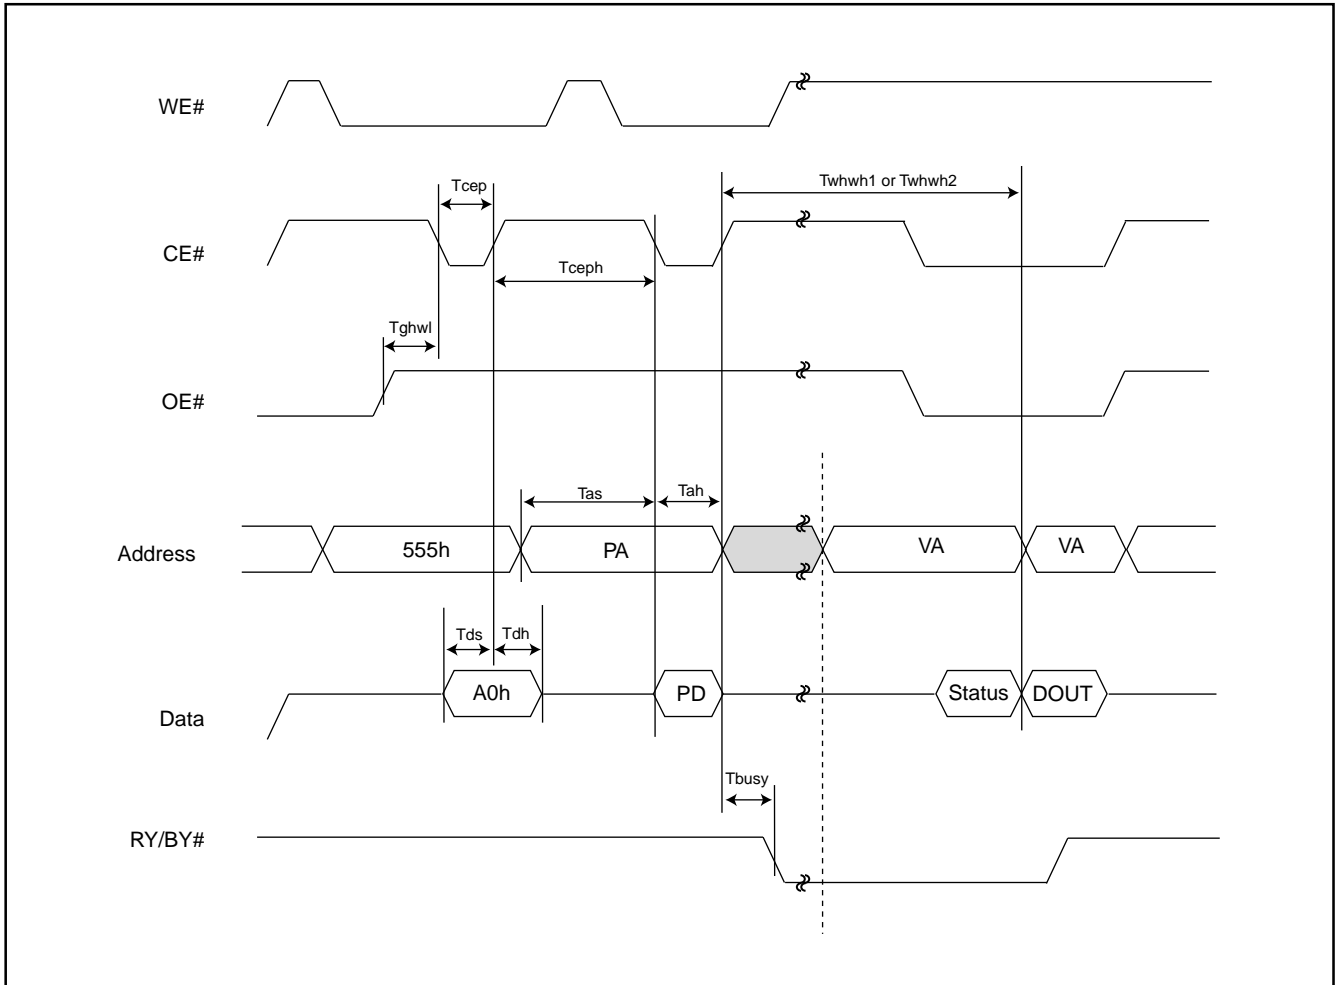 WE#
Twhwh1 or Twhwh2
Tcep
CE#
Tceph
Tghwl
OE#
Tas
Tah
Address
555h
PA
VA
VA
Tds
Tdh
Data
A0h
PD
Status
DOUT
Tbusy
RY/BY#